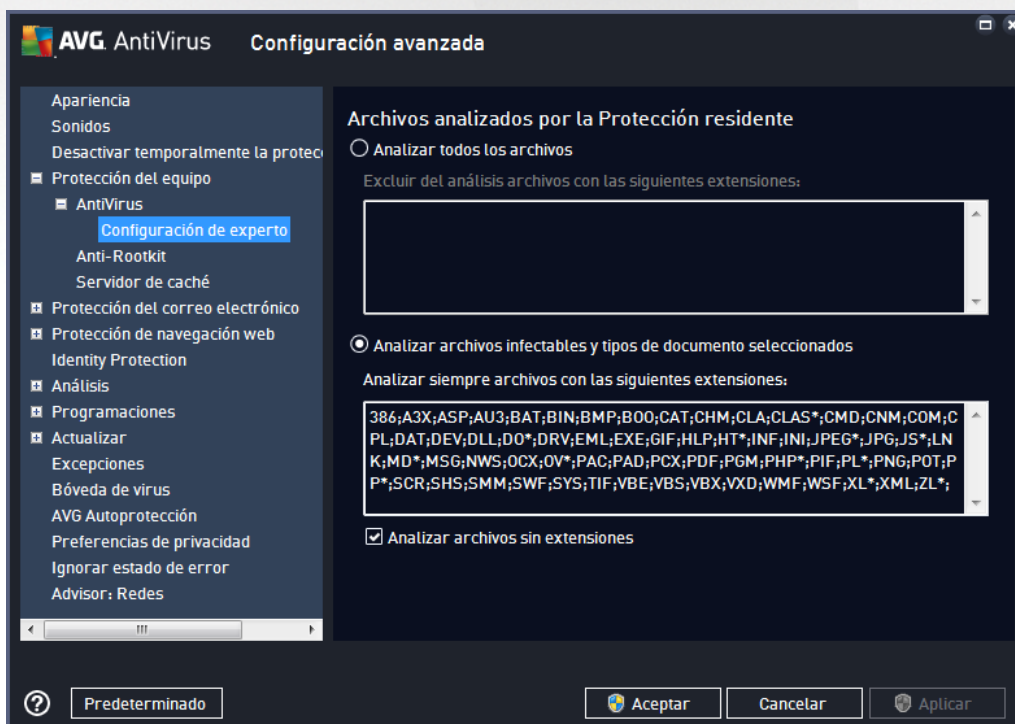 AVG. AntiVirus Configuración avanzada
Apariencia
Sonidos
Desactivar temporalmente la protec
Protección del equipo
AntiVirus
Configuración de experto
Anti-Rootkit
Servidor de caché
Protección del correo electrónico
Protección de navegación web
Identity Protection
Análisis
Programaciones
Actualizar
Excepciones
Bóveda de virus
AVG Autoprotección
Preferencias de privacidad
Ignorar estado de error
Advisor: Redes
Archivos analizados por la Protección residente
Analizar todos los archivos
Excluir del análisis archivos con las siguientes extensiones:
Analizar archivos infectables y tipos de documento seleccionados
Analizar siempre archivos con las siguientes extensiones:
386;A3X;ASP;AU3;BAT;BIN;BMP;BOO;CAT;CHM;CLA;CLAS*;CMD;CNM;COM;C
PL;DAT;DEV;DLL;DO*;DRV;EML;EXE;GIF;HLP;HT*;INF;INI;JPEG*;JPG;JS*;LN
K;MD*;MSG;NWS;OCX;OV*;PAC;PAD;PCX;PDF;PGM;PHP*;PIF;PL*;PNG;POT;P
P*;SCR;SHS;SMM;SWF;SYS;TIF;VBE;VBS;VBX;VXD;WMF;WSF;XL*;XML;ZL*;
Analizar archivos sin extensiones
Predeterminado
Aceptar
Cancelar
Aplicar